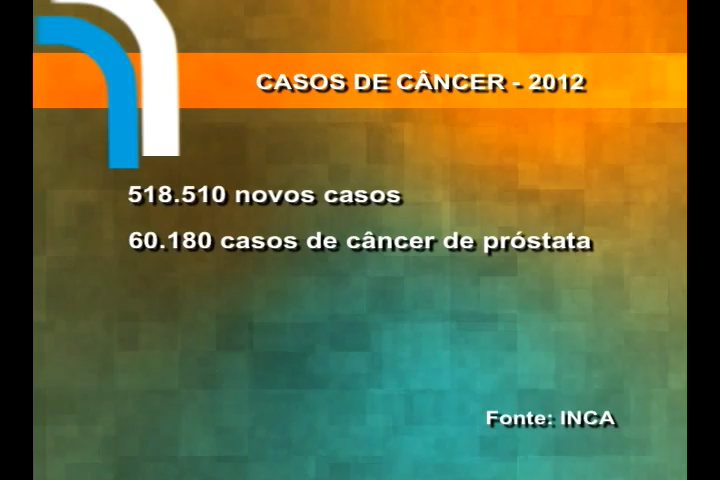 CASOS DE CÂNCER - 2012
518.510 novos casos
60.180 casos de câncer de próstata
Fonte: INCA